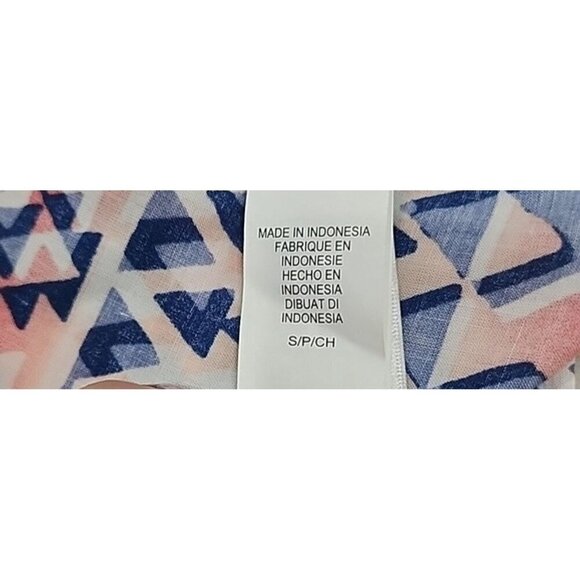 MADE IN INDONESIA
FABRIQUE EN
INDONESIE
HECHO EN
INDONESIA
DIBUAT DI
INDONESIA
S/P/CH